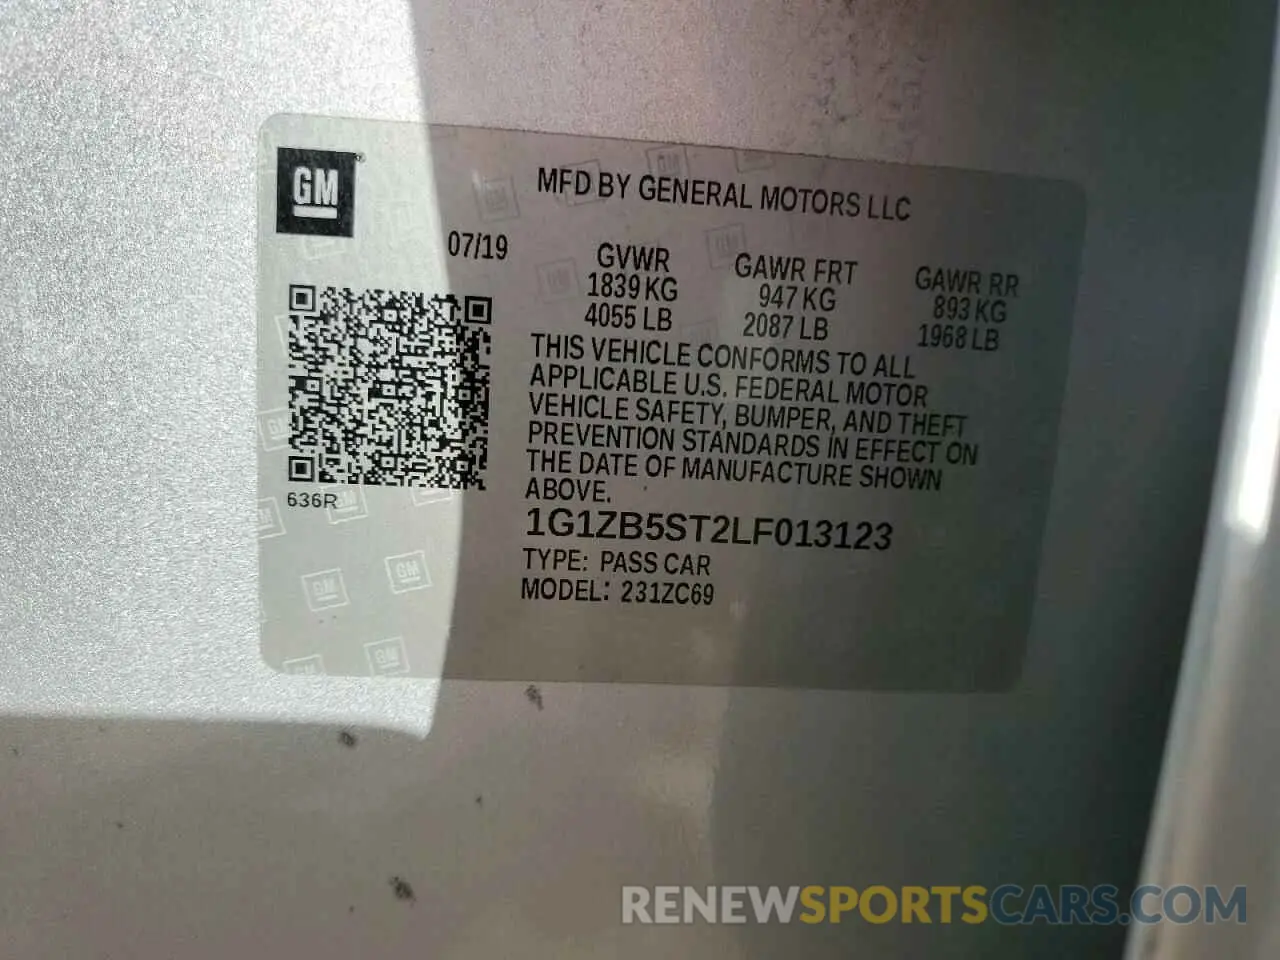 GM
MFD BY GENERAL MOTORS LLC
07/19
GVWR GAWR FRT GAWR RR
1839 KG 947 KG 893 KG
4055 LB 2087 LB 1968 LB
THIS VEHICLE CONFORMS TO ALL
APPLICABLE U.S. FEDERAL MOTOR
VEHICLE SAFETY, BUMPER, AND THEFT
PREVENTION STANDARDS IN EFFECT ON
THE DATE OF MANUFACTURE SHOWN
ABOVE.
636R
1G1ZB5ST2LF013123
TYPE: PASS CAR
MODEL: 231ZC69
RENEWSPORTSCARS.COM